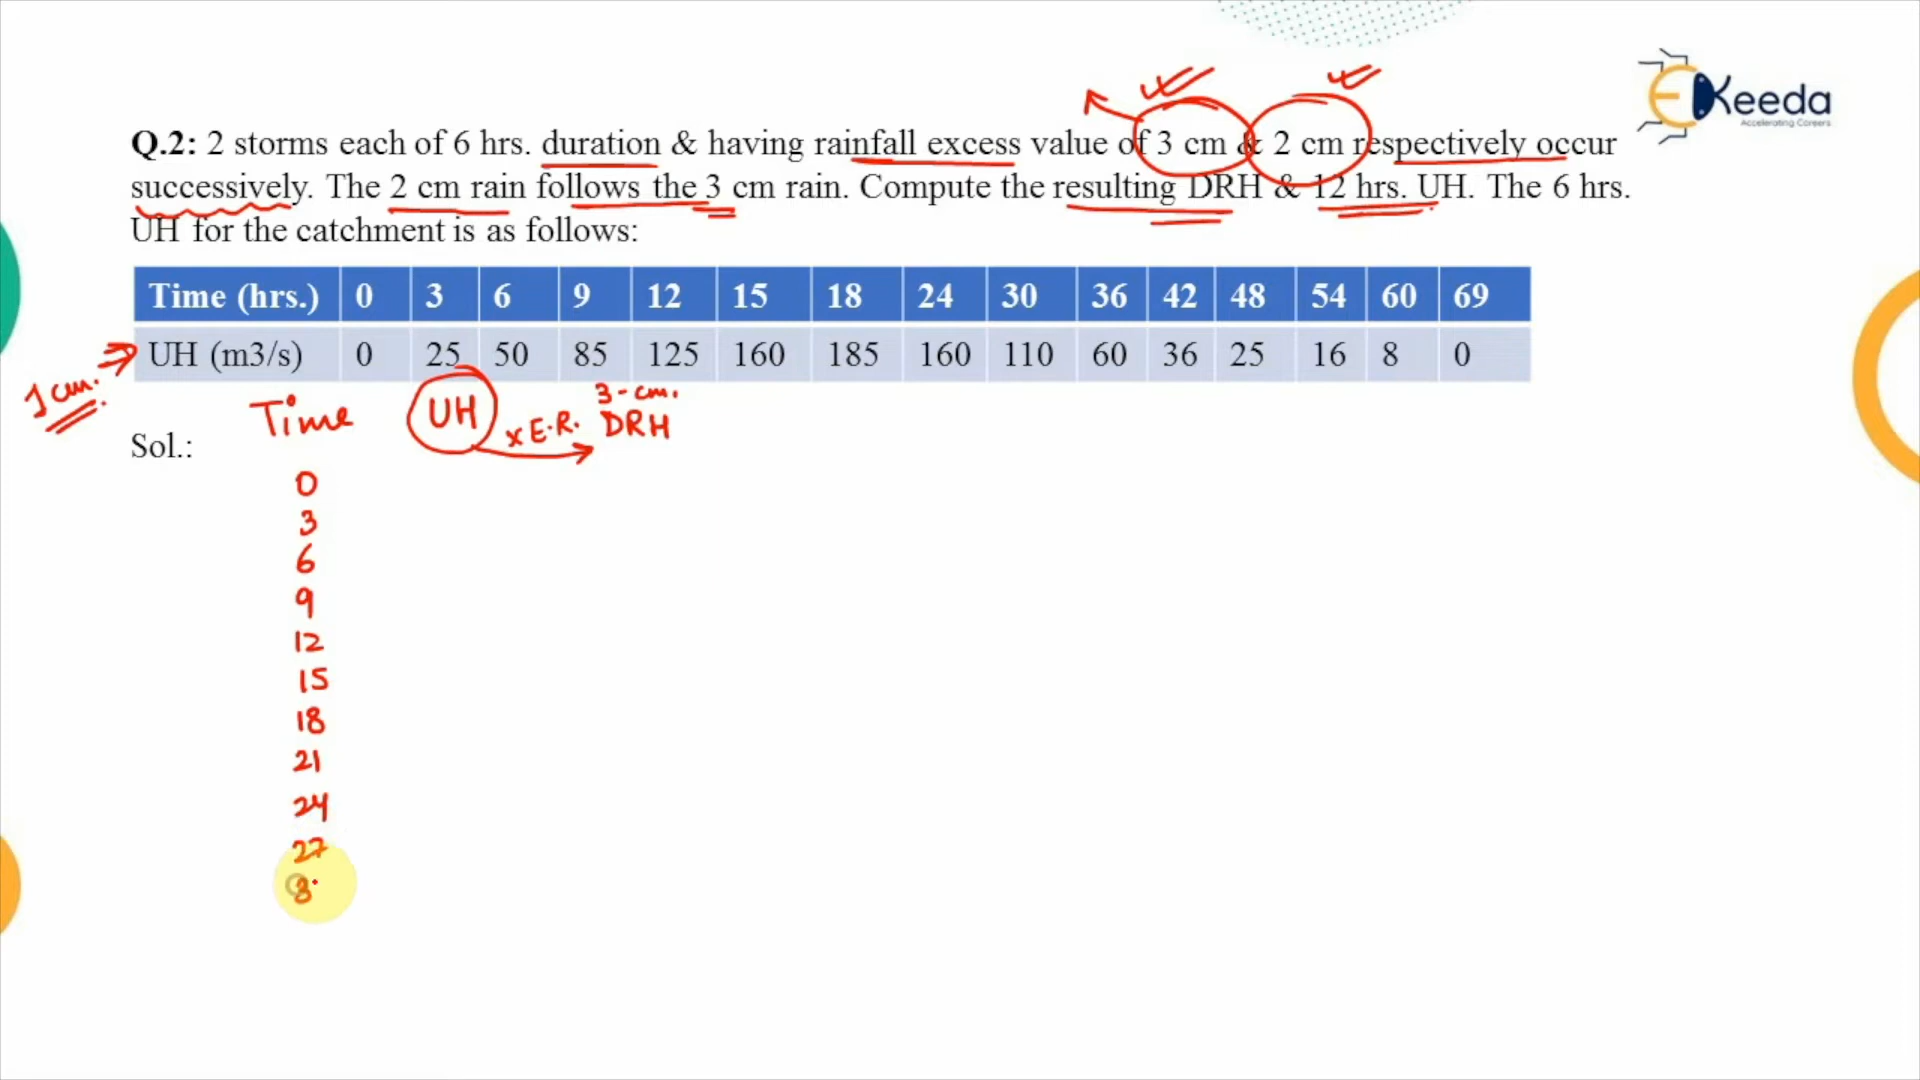 Keeda
Accelerating Careers
Q.2: 2 storms each of 6 hrs. duration & having rainfall excess value of 3 cm & 2 cm respectively occur
successively. The 2 cm rain follows the 3 cm rain. Compute the resulting DRH & 12 hrs. UH. The 6 hrs.
UH for the catchment is as follows:
Time (hrs.) 0 3 6 9 12 15 18 24 30 36 42 48 54 60 69
UH (m3/s) 0 25 50 85 125 160 185 160 110 60 36 25 16 8 0
1 cm.
Time UH x E.R. 3-cm. DRH
Sol.:
0
3
6
9
12
15
18
21
24
27
3